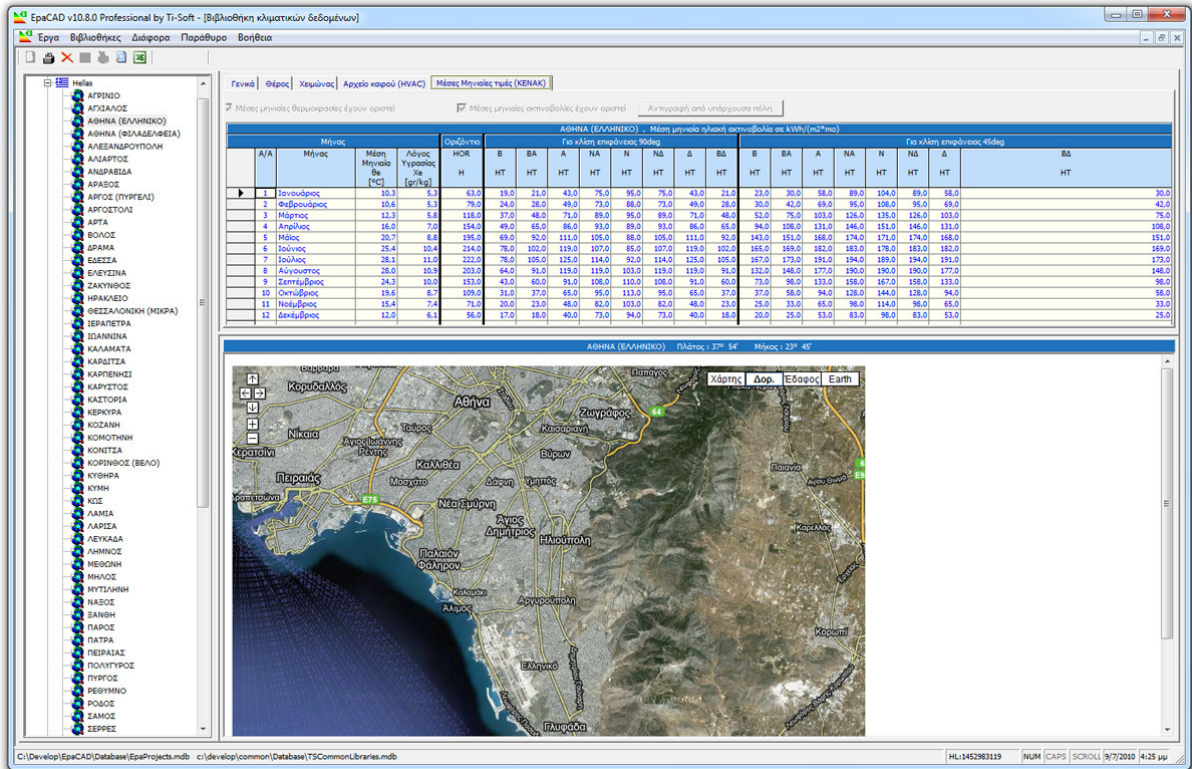 EpaCAD v10.8.0 Professional by Ti-Soft - [Βιβλιοθήκη κλιματικών δεδομένων]
Έργα Βιβλιοθήκες Διάφορα Παράθυρο Βοήθεια
Hellas
ΑΓΡΙΝΙΟ
ΑΓΧΙΑΛΟΣ
ΑΘΗΝΑ (ΕΛΛΗΝΙΚΟ)
ΑΘΗΝΑ (ΦΙΛΑΔΕΛΦΕΙΑ)
ΑΛΕΞΑΝΔΡΟΥΠΟΛΗ
ΑΛΙΑΡΤΟΣ
ΑΝΔΡΑΒΙΔΑ
ΑΡΑΞΟΣ
ΑΡΓΟΣ (ΠΥΡΓΕΛΙ)
ΑΡΓΟΣΤΟΛΙ
ΑΡΤΑ
ΒΟΛΟΣ
ΔΡΑΜΑ
ΕΔΕΣΣΑ
ΕΛΕΥΣΙΝΑ
ΖΑΚΥΝΘΟΣ
ΗΡΑΚΛΕΙΟ
ΘΕΣΣΑΛΟΝΙΚΗ (ΜΙΚΡΑ)
ΙΕΡΑΠΕΤΡΑ
ΙΩΑΝΝΙΝΑ
ΚΑΛΑΜΑΤΑ
ΚΑΡΔΙΤΣΑ
ΚΑΡΠΕΝΗΣΙ
ΚΑΡΥΣΤΟΣ
ΚΑΣΤΟΡΙΑ
ΚΕΡΚΥΡΑ
ΚΟΖΑΝΗ
ΚΟΜΟΤΗΝΗ
ΚΟΝΙΤΣΑ
ΚΟΡΙΝΘΟΣ (ΒΕΛΟ)
ΚΥΘΗΡΑ
ΚΥΜΗ
ΚΩΣ
ΛΑΜΙΑ
ΛΑΡΙΣΑ
ΛΕΥΚΑΔΑ
ΛΗΜΝΟΣ
ΜΕΘΩΝΗ
ΜΗΛΟΣ
ΜΥΤΙΛΗΝΗ
ΝΑΞΟΣ
ΞΑΝΘΗ
ΠΑΡΟΣ
ΠΑΤΡΑ
ΠΕΙΡΑΙΑΣ
ΠΟΛΥΓΥΡΟΣ
ΠΥΡΓΟΣ
ΡΕΘΥΜΝΟ
ΡΟΔΟΣ
ΣΑΜΟΣ
ΣΕΡΡΕΣ
Γενικά Θέρος Χειμώνας Αρχείο καιρού (HVAC) Μέσες Μηνιαίες τιμές (ΚΕΝΑΚ)
Μέσες μηνιαίες θερμοκρασίες έχουν οριστεί Μέσες μηνιαίες ακτινοβολίες έχουν οριστεί Αντιγραφή από υπάρχουσα πόλη
ΑΘΗΝΑ (ΕΛΛΗΝΙΚΟ) , Μέση μηνιαία ηλιακή ακτινοβολία σε kWh/(m2*mo)
Μήνας Οριζόντιο Για κλίση επιφάνειας 90deg Για κλίση επιφάνειας 45deg
Α/Α Μήνας Μέση Λόγος HOR Β ΒΑ Α ΝΑ Ν ΝΔ Δ ΒΔ Β ΒΑ Α ΝΑ Ν ΝΔ Δ ΒΔ
Μηνιαία Υγρασίας
θe Xe H HT HT HT HT HT HT HT HT HT HT HT HT HT HT HT HT
[ºC] [gr/kg]
1 Ιανουάριος 10,3 5,3 63,0 19,0 21,0 43,0 75,0 95,0 75,0 43,0 21,0 23,0 30,0 58,0 89,0 104,0 89,0 58,0 30,0
2 Φεβρουάριος 10,6 5,3 79,0 24,0 28,0 49,0 73,0 88,0 73,0 49,0 28,0 30,0 42,0 69,0 95,0 108,0 95,0 69,0 42,0
3 Μάρτιος 12,3 5,8 118,0 37,0 48,0 71,0 89,0 95,0 89,0 71,0 48,0 52,0 75,0 103,0 126,0 135,0 126,0 103,0 75,0
4 Απρίλιος 16,0 7,0 154,0 49,0 65,0 86,0 93,0 89,0 93,0 86,0 65,0 94,0 108,0 131,0 146,0 151,0 146,0 131,0 108,0
5 Μάϊος 20,7 8,8 195,0 69,0 92,0 111,0 105,0 88,0 105,0 111,0 92,0 143,0 151,0 168,0 174,0 171,0 174,0 168,0 151,0
6 Ιούνιος 25,4 10,4 214,0 78,0 102,0 119,0 107,0 85,0 107,0 119,0 102,0 165,0 169,0 182,0 183,0 178,0 183,0 182,0 169,0
7 Ιούλιος 28,1 11,0 222,0 78,0 105,0 125,0 114,0 92,0 114,0 125,0 105,0 167,0 173,0 191,0 194,0 189,0 194,0 191,0 173,0
8 Αύγουστος 28,0 10,9 203,0 64,0 91,0 119,0 119,0 103,0 119,0 119,0 91,0 132,0 148,0 177,0 190,0 190,0 190,0 177,0 148,0
9 Σεπτέμβριος 24,3 10,0 153,0 43,0 60,0 91,0 108,0 110,0 108,0 91,0 60,0 73,0 98,0 133,0 158,0 167,0 158,0 133,0 98,0
10 Οκτώβριος 19,6 8,7 109,0 31,0 37,0 65,0 95,0 113,0 95,0 65,0 37,0 37,0 58,0 94,0 128,0 144,0 128,0 94,0 58,0
11 Νοέμβριος 15,4 7,4 71,0 20,0 23,0 48,0 82,0 103,0 82,0 48,0 23,0 25,0 33,0 65,0 98,0 114,0 98,0 65,0 33,0
12 Δεκέμβριος 12,0 6,1 56,0 17,0 18,0 40,0 73,0 94,0 73,0 40,0 18,0 20,0 25,0 53,0 83,0 98,0 83,0 53,0 25,0
ΑΘΗΝΑ (ΕΛΛΗΝΙΚΟ) Πλάτος : 37º 54' Μήκος : 23º 45'
Χάρτης Δορ. Έδαφος Earth
Παπάγος
Κορυδαλλός
Αθήνα
Ζωγράφος 64
Ταύρος
Καισαριανή
Νίκαια
Άγιος Ιωάννης
Ρέντης
Κερατσίνι
Βύρων
Καλλιθέα
Παιανία
Πειραιάς
Μοσχάτο
Δάφνη Υμηττός
Αγίου Θωμά
E75
Νέα Σμύρνη
Άγιος
Δημήτριος
Ηλιούπολη
Καρελλάς
Παλαιόν
Φάληρον
Καλαμάκι
Άλιμος
Αργυρούπολη
Κορωπί
Ελληνικό
Γλυφάδα
C:\Develop\EpaCAD\Database\EpaProjects.mdb c:\develop\common\Database\TSCommonLibraries.mdb HL:1452983119 NUM CAPS SCROLL 9/7/2010 4:25 μμ